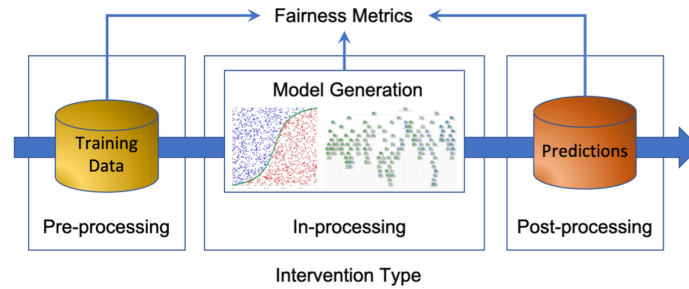 Fairness Metrics
Model Generation
Training
Data
Predictions
Pre-processing
In-processing
Post-processing
Intervention Type